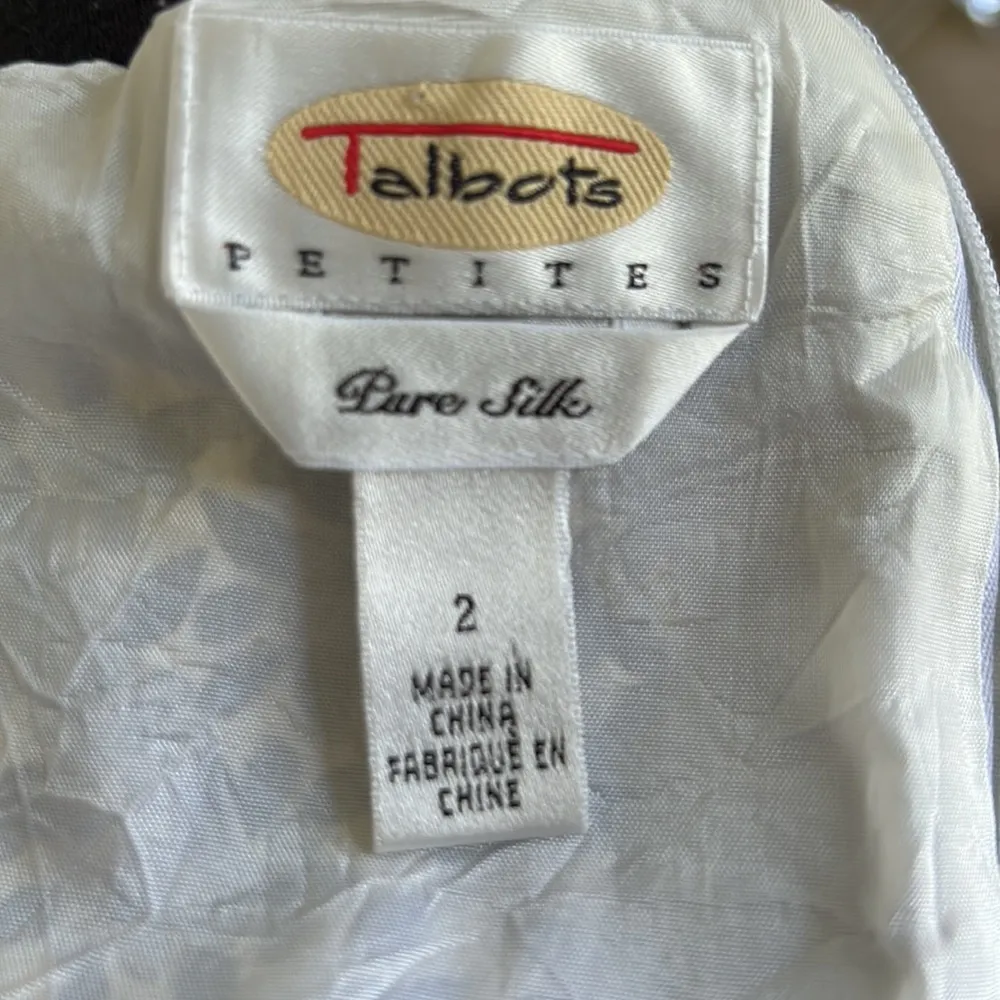 Talbots
PETITES
Pure Silk
2
MADE IN
CHINA
FABRIQUÉ EN
CHINE